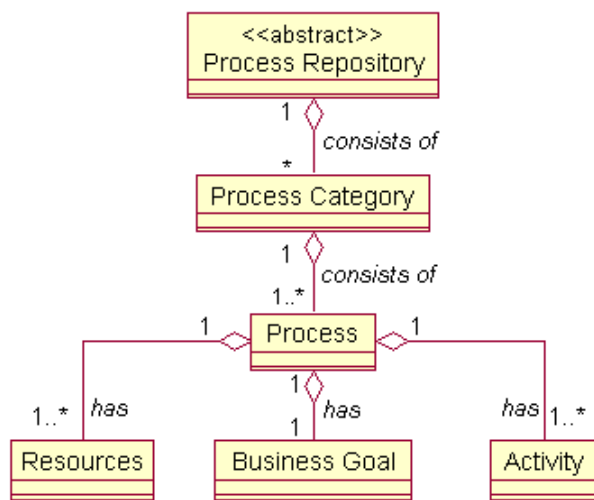 <<abstract>>
Process Repository
1
consists of
*
Process Category
1
consists of
1..*
1
Process
1
1
1..*
has
1
has
has
1..*
Resources
Business Goal
Activity